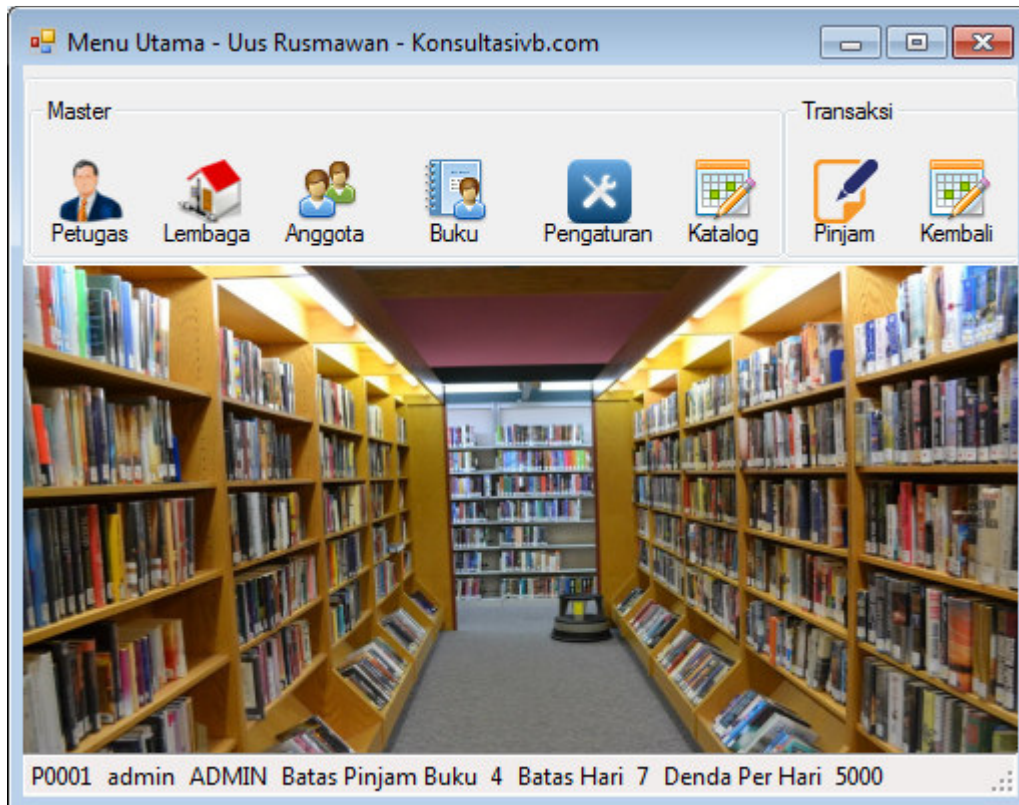 Menu Utama - Uus Rusmawan - Konsultasivb.com
Master
Transaksi
Petugas Lembaga Anggota Buku Pengaturan Katalog Pinjam Kembali
P0001 admin ADMIN Batas Pinjam Buku 4 Batas Hari 7 Denda Per Hari 5000